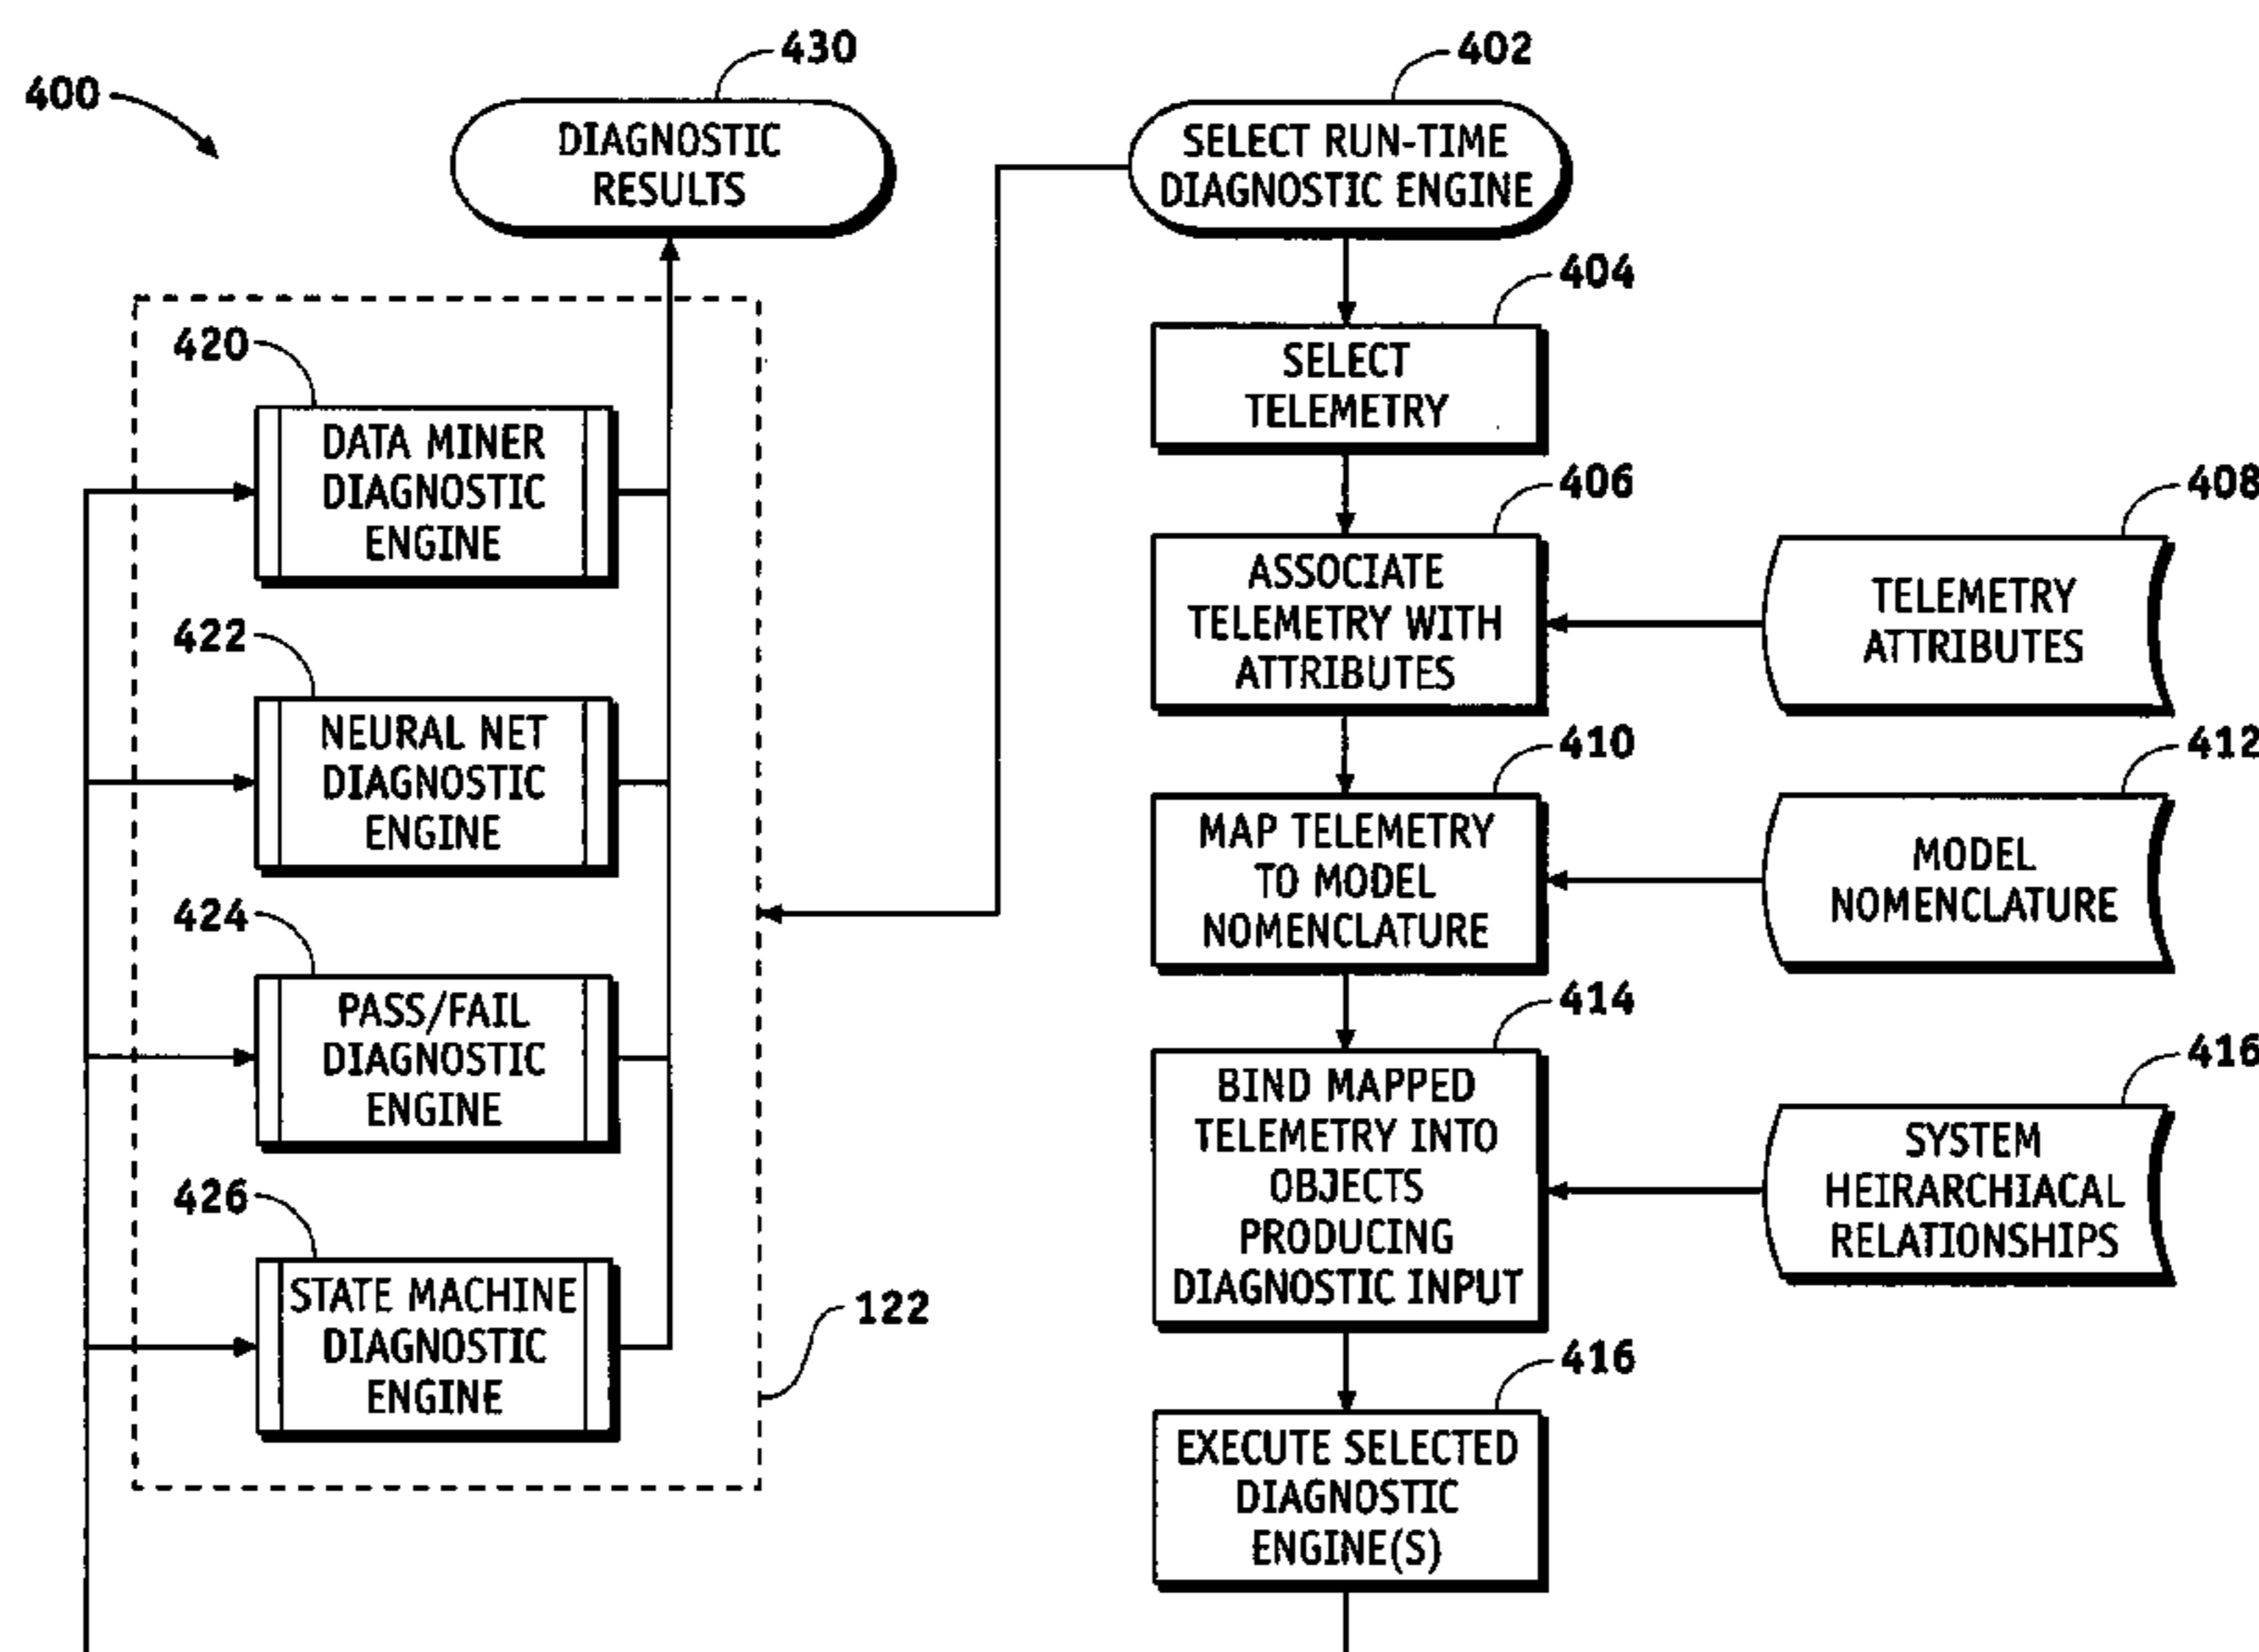 400
430
DIAGNOSTIC
RESULTS
402
SELECT RUN-TIME
DIAGNOSTIC ENGINE
404
SELECT
TELEMETRY
406
ASSOCIATE
TELEMETRY WITH
ATTRIBUTES
408
TELEMETRY
ATTRIBUTES
410
MAP TELEMETRY
TO MODEL
NOMENCLATURE
412
MODEL
NOMENCLATURE
414
BIND MAPPED
TELEMETRY INTO
OBJECTS
PRODUCING
DIAGNOSTIC INPUT
416
SYSTEM
HEIRARCHIACAL
RELATIONSHIPS
416
EXECUTE SELECTED
DIAGNOSTIC
ENGINE(S)
420
DATA MINER
DIAGNOSTIC
ENGINE
422
NEURAL NET
DIAGNOSTIC
ENGINE
424
PASS/FAIL
DIAGNOSTIC
ENGINE
426
STATE MACHINE
DIAGNOSTIC
ENGINE
122